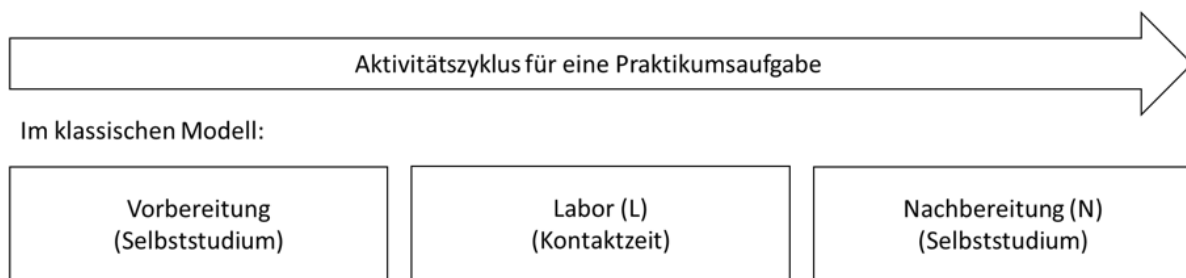 Aktivitätszyklus für eine Praktikumsaufgabe
Im klassischen Modell:
Vorbereitung
(Selbststudium)
Labor (L)
(Kontaktzeit)
Nachbereitung (N)
(Selbststudium)